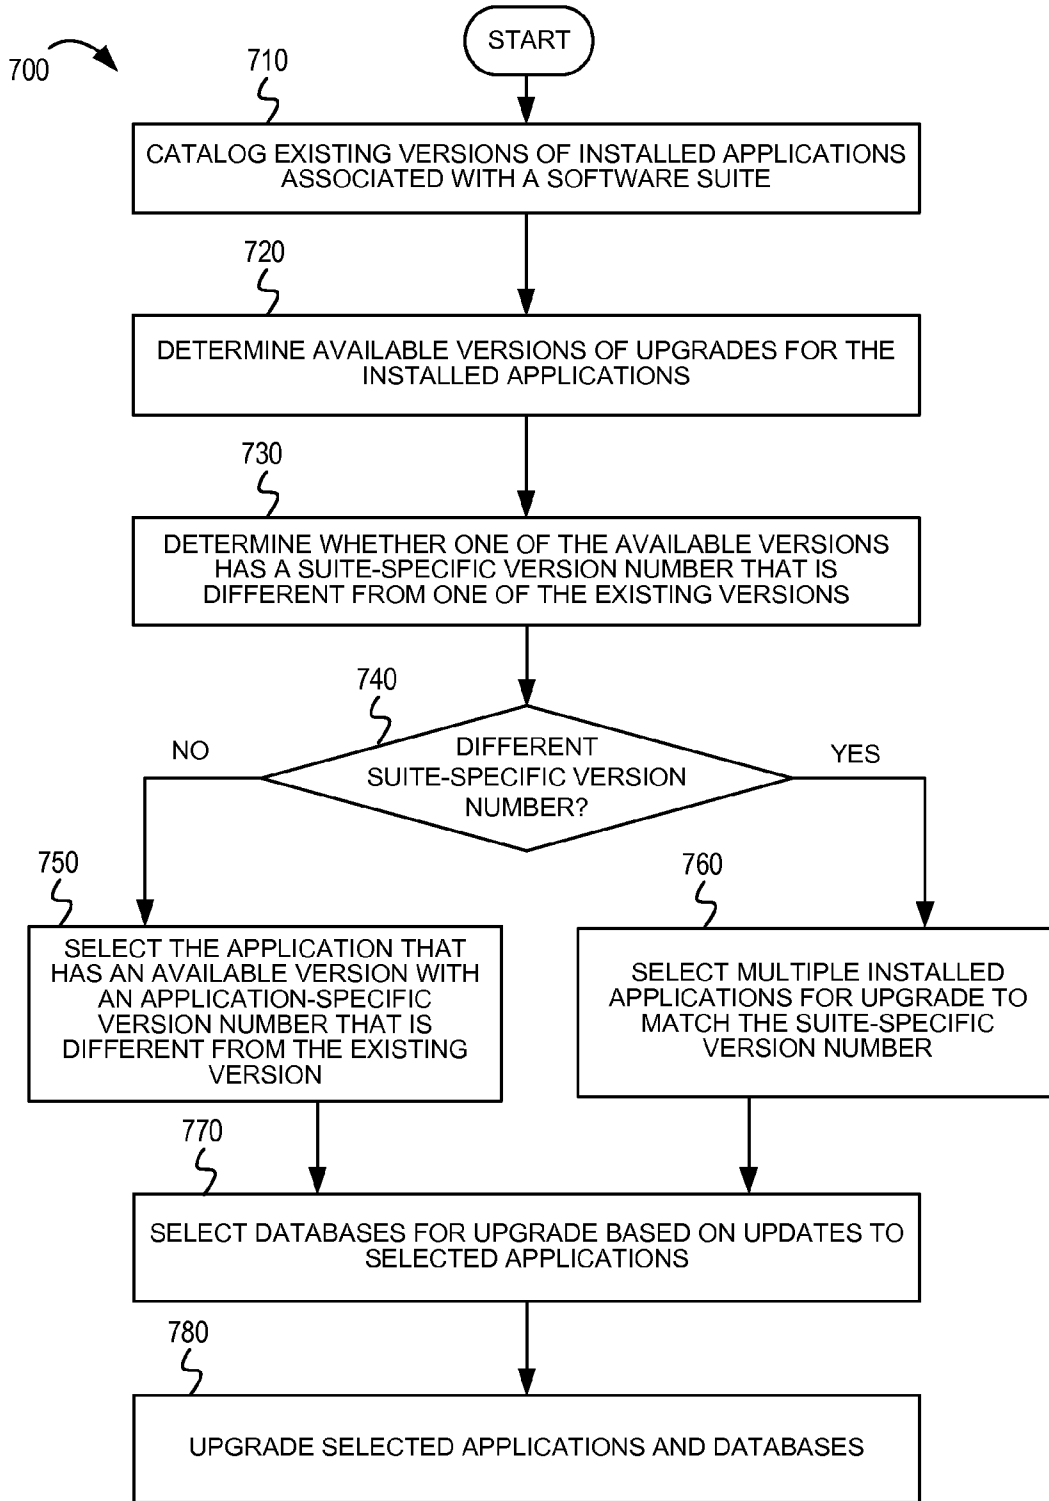 START
700
710
CATALOG EXISTING VERSIONS OF INSTALLED APPLICATIONS
ASSOCIATED WITH A SOFTWARE SUITE
720
DETERMINE AVAILABLE VERSIONS OF UPGRADES FOR THE
INSTALLED APPLICATIONS
730
DETERMINE WHETHER ONE OF THE AVAILABLE VERSIONS
HAS A SUITE-SPECIFIC VERSION NUMBER THAT IS
DIFFERENT FROM ONE OF THE EXISTING VERSIONS
740
DIFFERENT
SUITE-SPECIFIC VERSION
NUMBER?
NO
YES
750
SELECT THE APPLICATION THAT
HAS AN AVAILABLE VERSION WITH
AN APPLICATION-SPECIFIC
VERSION NUMBER THAT IS
DIFFERENT FROM THE EXISTING
VERSION
760
SELECT MULTIPLE INSTALLED
APPLICATIONS FOR UPGRADE TO
MATCH THE SUITE-SPECIFIC
VERSION NUMBER
770
SELECT DATABASES FOR UPGRADE BASED ON UPDATES TO
SELECTED APPLICATIONS
780
UPGRADE SELECTED APPLICATIONS AND DATABASES